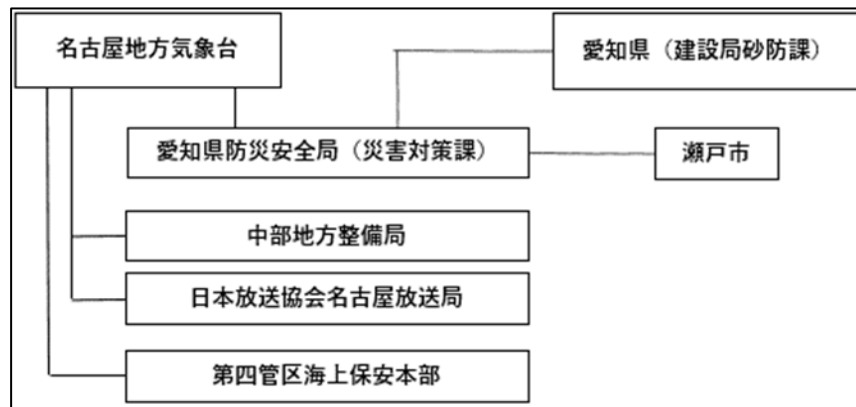 名古屋地方気象台
愛知県（建設局砂防課）
愛知県防災安全局（災害対策課）
瀬戸市
中部地方整備局
日本放送協会名古屋放送局
第四管区海上保安本部